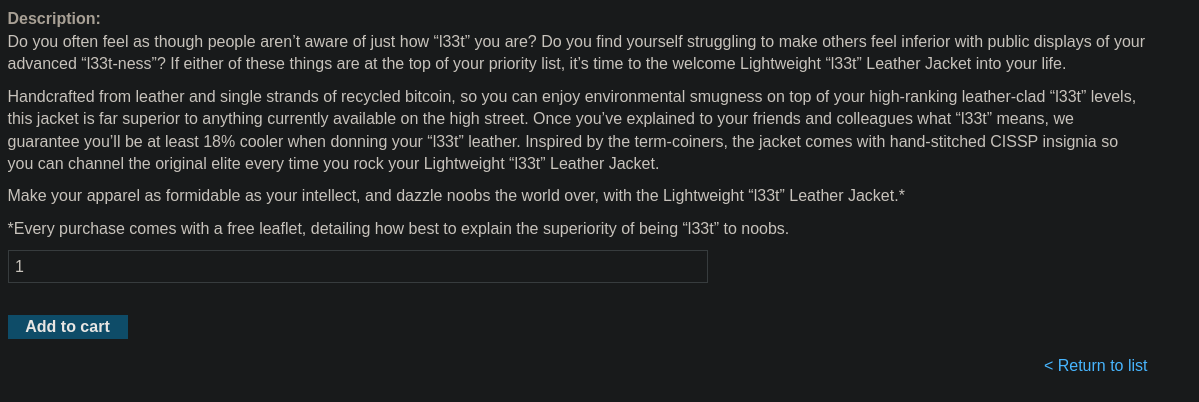 Description:
Do you often feel as though people aren’t aware of just how “l33t” you are? Do you find yourself struggling to make others feel inferior with public displays of your
advanced “l33t-ness”? If either of these things are at the top of your priority list, it’s time to the welcome Lightweight “l33t” Leather Jacket into your life.
Handcrafted from leather and single strands of recycled bitcoin, so you can enjoy environmental smugness on top of your high-ranking leather-clad “l33t” levels,
this jacket is far superior to anything currently available on the high street. Once you’ve explained to your friends and colleagues what “l33t” means, we
guarantee you’ll be at least 18% cooler when donning your “l33t” leather. Inspired by the term-coiners, the jacket comes with hand-stitched CISSP insignia so
you can channel the original elite every time you rock your Lightweight “l33t” Leather Jacket.
Make your apparel as formidable as your intellect, and dazzle noobs the world over, with the Lightweight “l33t” Leather Jacket.*
*Every purchase comes with a free leaflet, detailing how best to explain the superiority of being “l33t” to noobs.
1
Add to cart
< Return to list